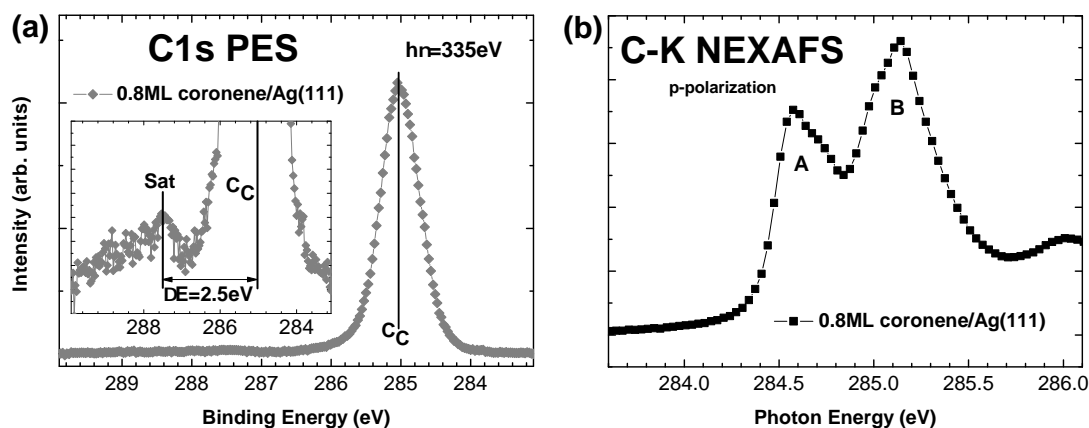 (a)
C1s PES
hn=335eV
0.8ML coronene/Ag(111)
Sat
C_C
DE=2.5eV
288 286 284
C_C
289 288 287 286 285 284
Binding Energy (eV)
Intensity (arb. units)
(b)
C-K NEXAFS
p-polarization
A
B
0.8ML coronene/Ag(111)
284.0 284.5 285.0 285.5 286.0
Photon Energy (eV)